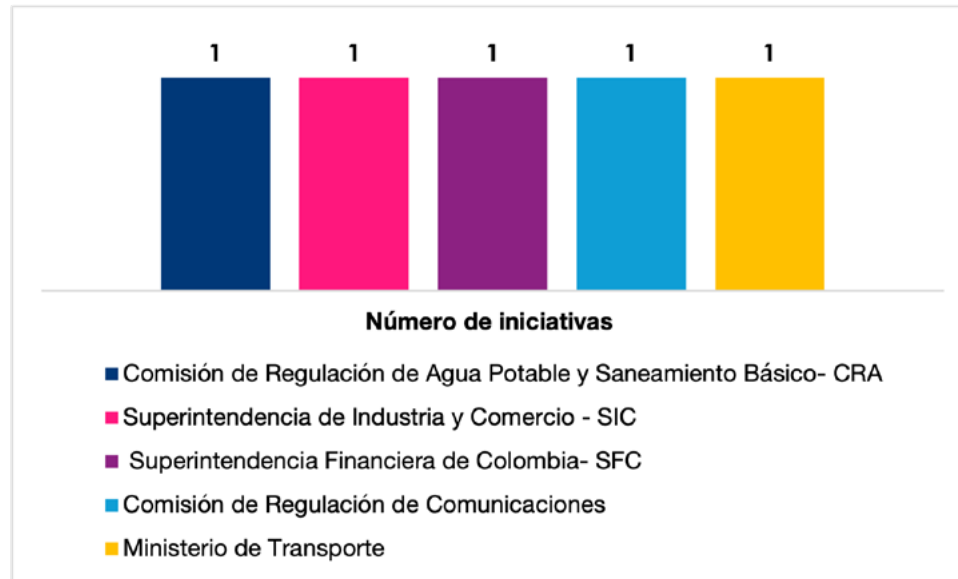 1 1 1 1 1
Número de iniciativas
Comisión de Regulación de Agua Potable y Saneamiento Básico- CRA
Superintendencia de Industria y Comercio - SIC
Superintendencia Financiera de Colombia- SFC
Comisión de Regulación de Comunicaciones
Ministerio de Transporte